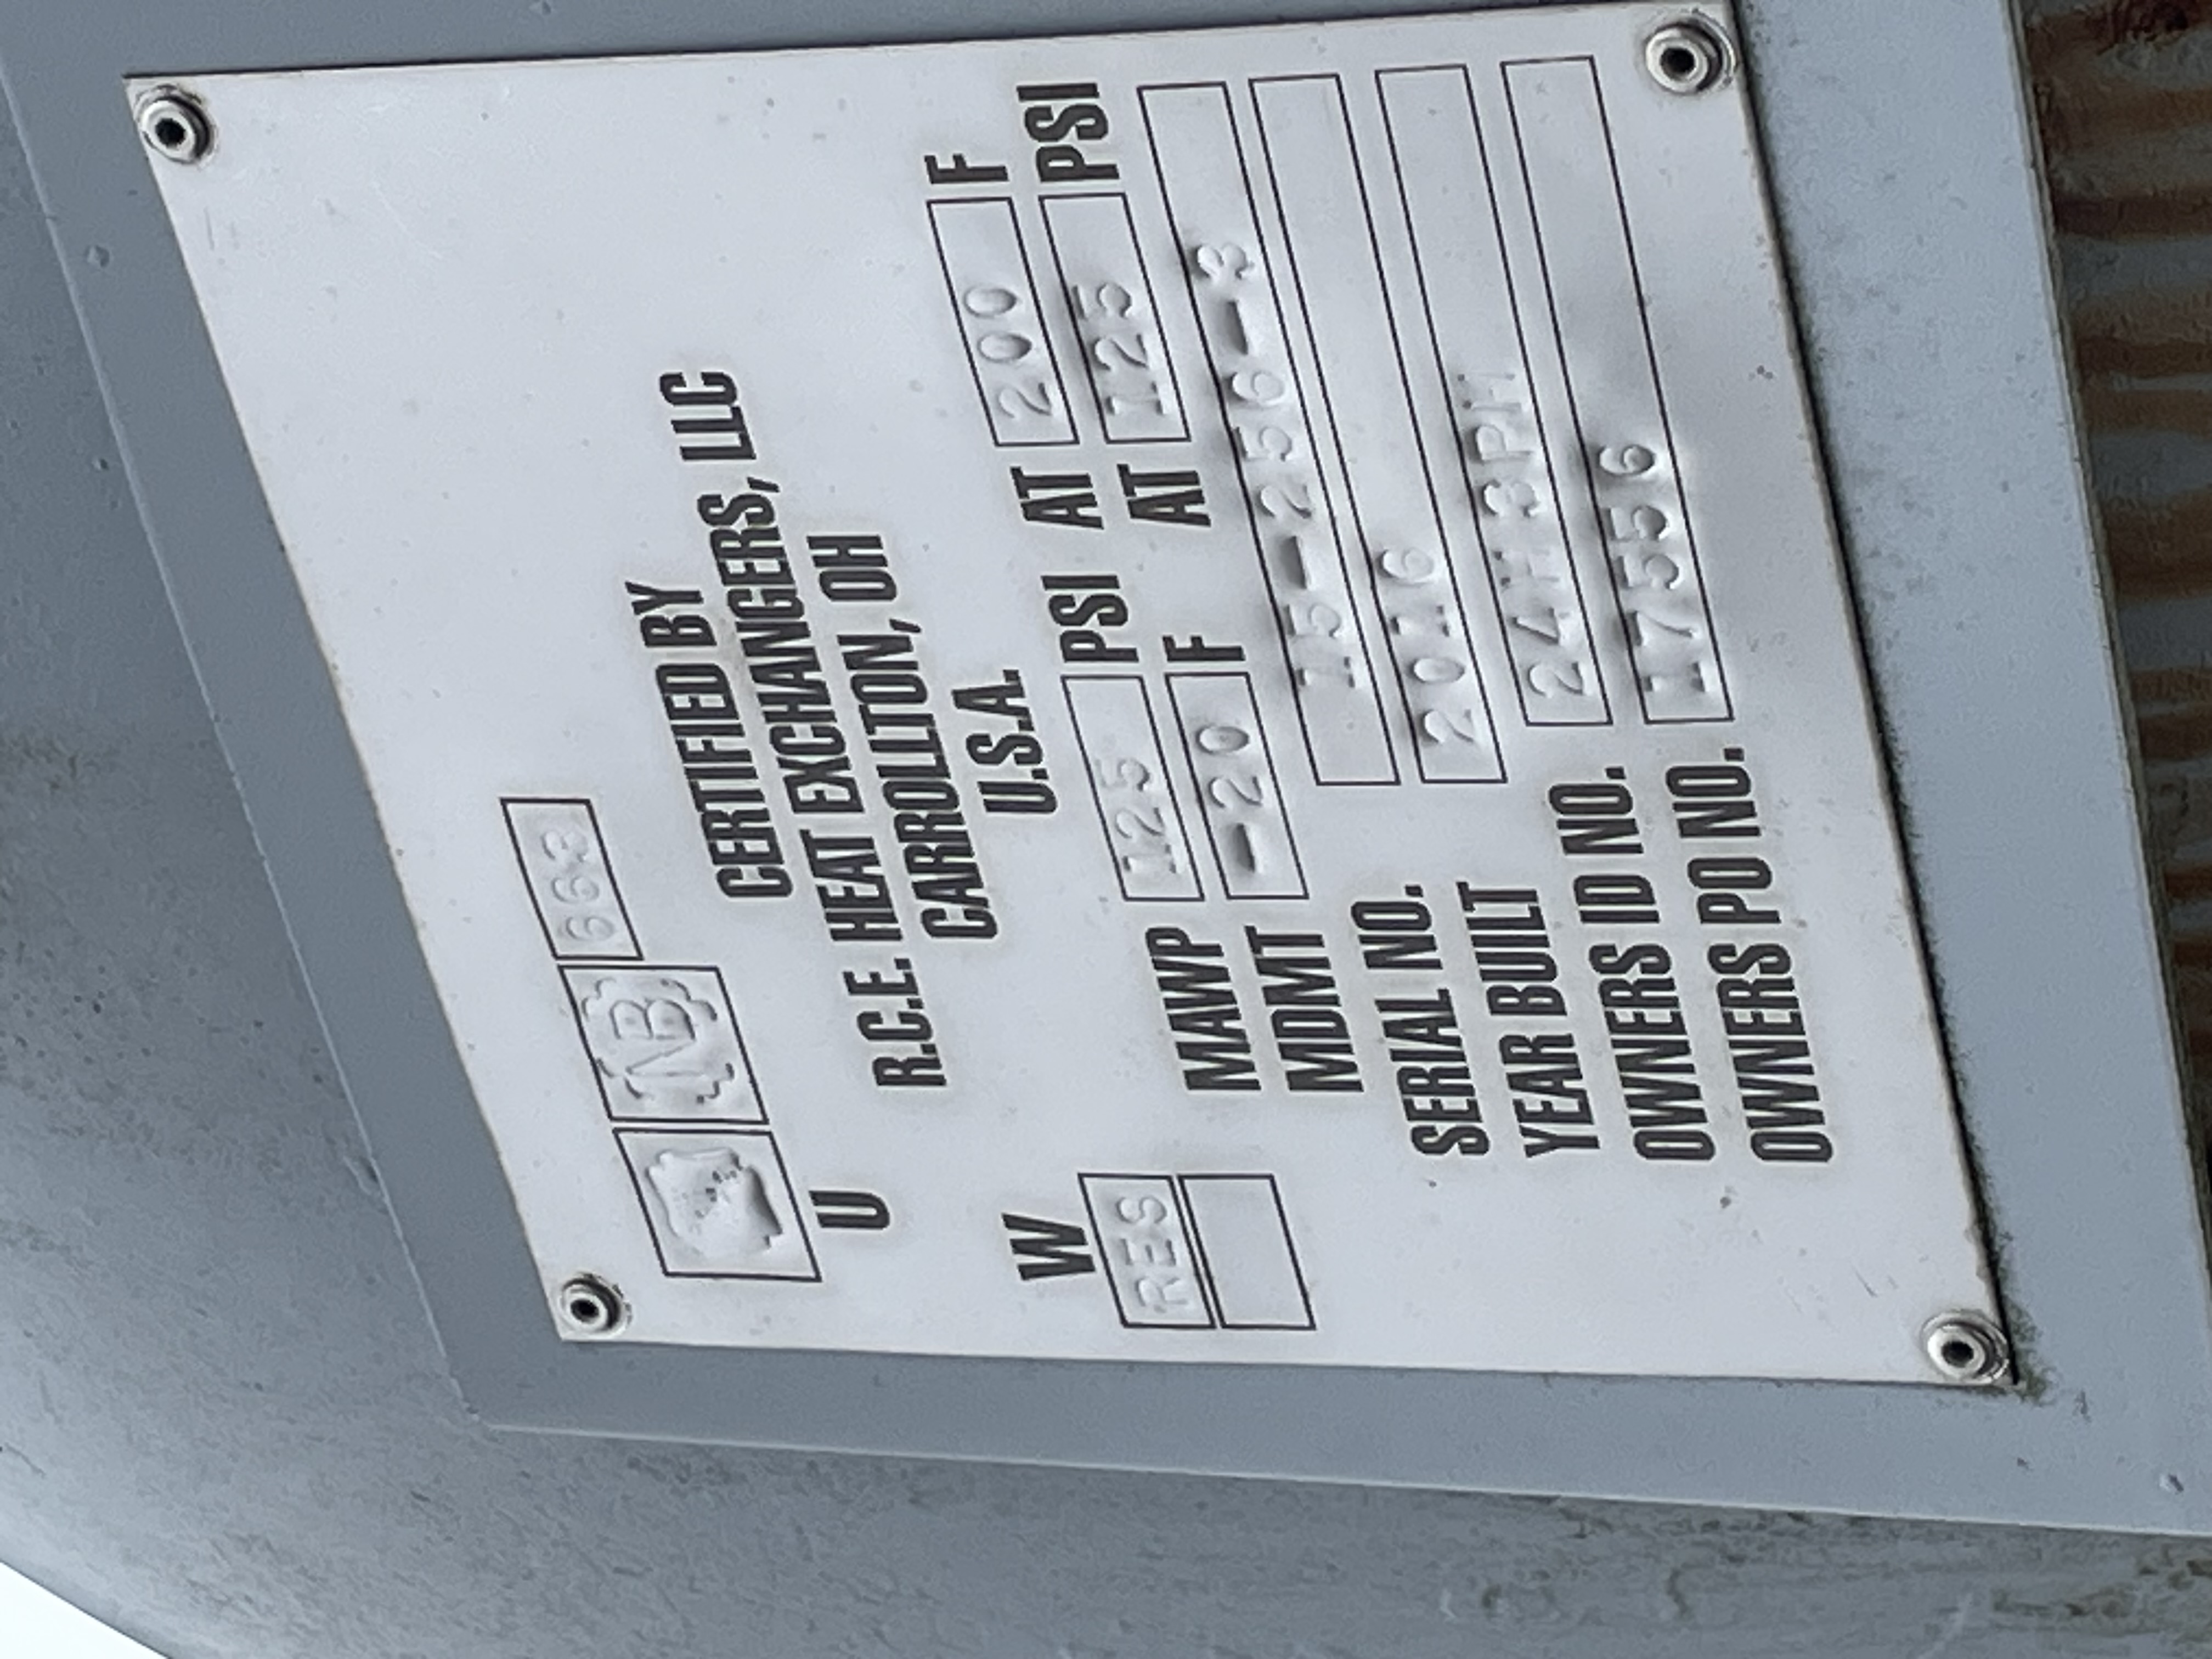 NB 663
U
CERTIFIED BY
R.C.E. HEAT EXCHANGERS, LLC
CARROLLTON, OH
U.S.A.
W
RES
MAWP 125 PSI AT 200 F
MDMT -20 F AT 125 PSI
SERIAL NO. 15-256-3
YEAR BUILT 2016
OWNERS ID NO. 24H 3PH
OWNERS PO NO. 17556